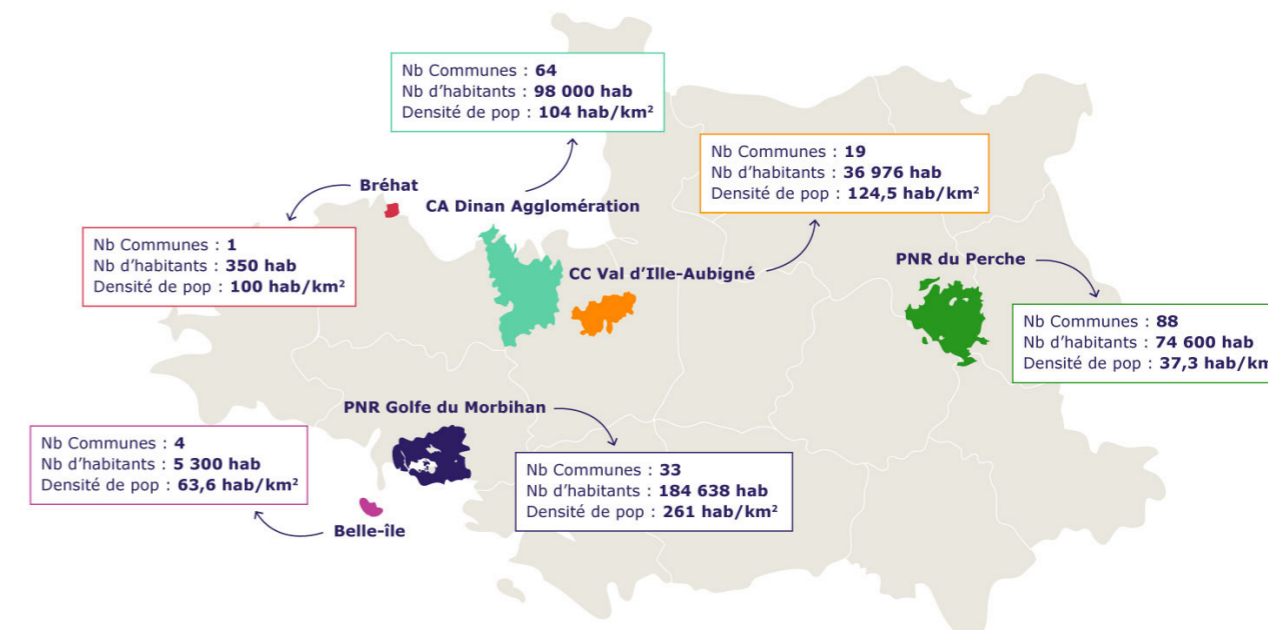 Nb Communes : 64
Nb d'habitants : 98 000 hab
Densité de pop : 104 hab/km²
CA Dinan Agglomération
Nb Communes : 19
Nb d'habitants : 36 976 hab
Densité de pop : 124,5 hab/km²
CC Val d'Ille-Aubigné
Bréhat
Nb Communes : 1
Nb d'habitants : 350 hab
Densité de pop : 100 hab/km²
PNR du Perche
Nb Communes : 88
Nb d'habitants : 74 600 hab
Densité de pop : 37,3 hab/km
PNR Golfe du Morbihan
Nb Communes : 33
Nb d'habitants : 184 638 hab
Densité de pop : 261 hab/km²
Nb Communes : 4
Nb d'habitants : 5 300 hab
Densité de pop : 63,6 hab/km²
Belle-île